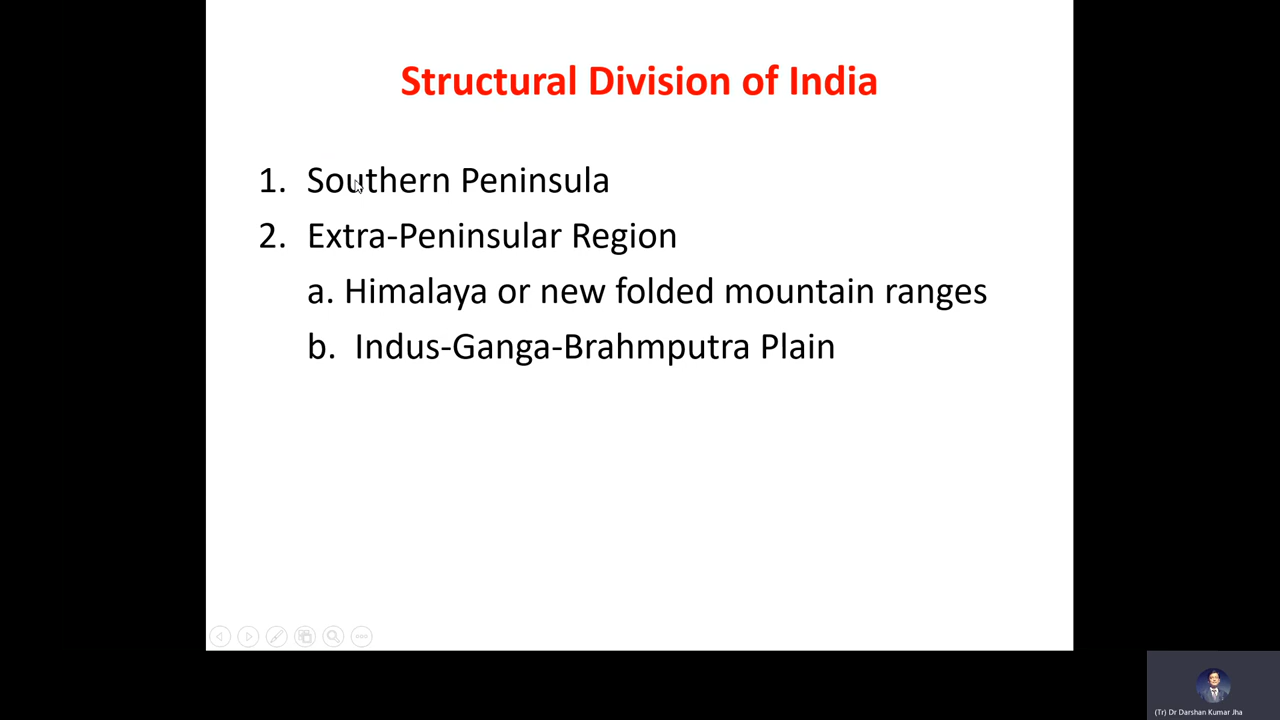 Structural Division of India
1. Southern Peninsula
2. Extra-Peninsular Region
a. Himalaya or new folded mountain ranges
b. Indus-Ganga-Brahmputra Plain
(Tr) Dr Darshan Kumar Jha